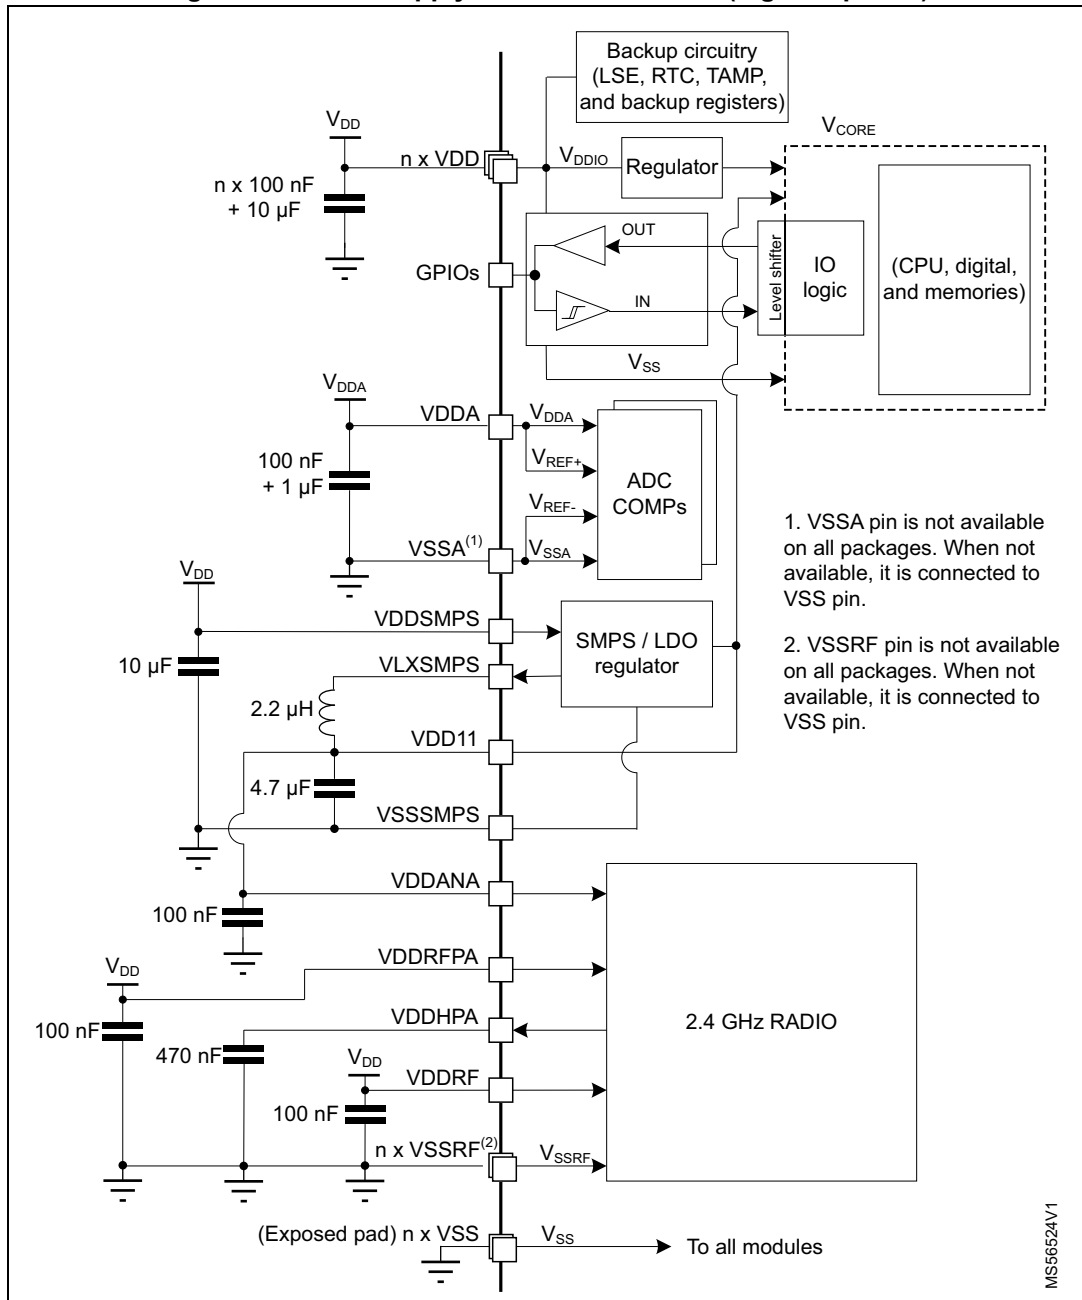 Backup circuitry
(LSE, RTC, TAMP,
and backup registers)
VDD
VCORE
n x VDD
VDDIO
Regulator
n x 100 nF
+ 10 µF
OUT
GPIOs
Level shifter
IO
logic
(CPU, digital,
and memories)
IN
VSS
VDDA
VDDA
VDDA
100 nF
+ 1 µF
VREF+
ADC
COMPs
VREF-
VSSA(1)
VSSA
1. VSSA pin is not available
on all packages. When not
available, it is connected to
VSS pin.
2. VSSRF pin is not available
on all packages. When not
available, it is connected to
VSS pin.
VDD
VDDSMPS
SMPS / LDO
regulator
10 µF
VLXSMPS
2.2 µH
VDD11
4.7 µF
VSSSMPS
VDDANA
100 nF
VDD
VDDRFPA
100 nF
VDDHPA
2.4 GHz RADIO
470 nF
VDD
VDDRF
100 nF
n x VSSRF(2)
VSSRF
(Exposed pad) n x VSS
VSS
To all modules
MS56524V1